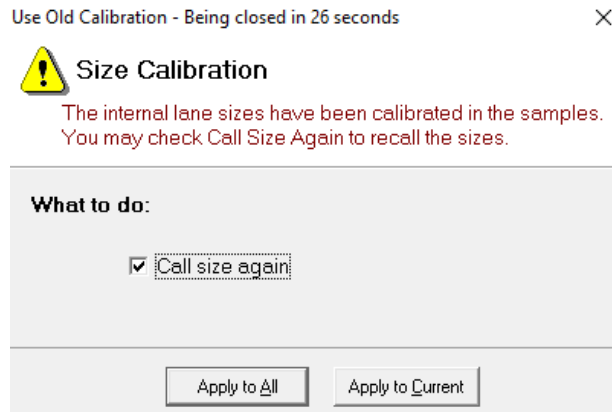 Use Old Calibration - Being closed in 26 seconds
Size Calibration
The internal lane sizes have been calibrated in the samples.
You may check Call Size Again to recall the sizes.
What to do:
Call size again
Apply to All
Apply to Current